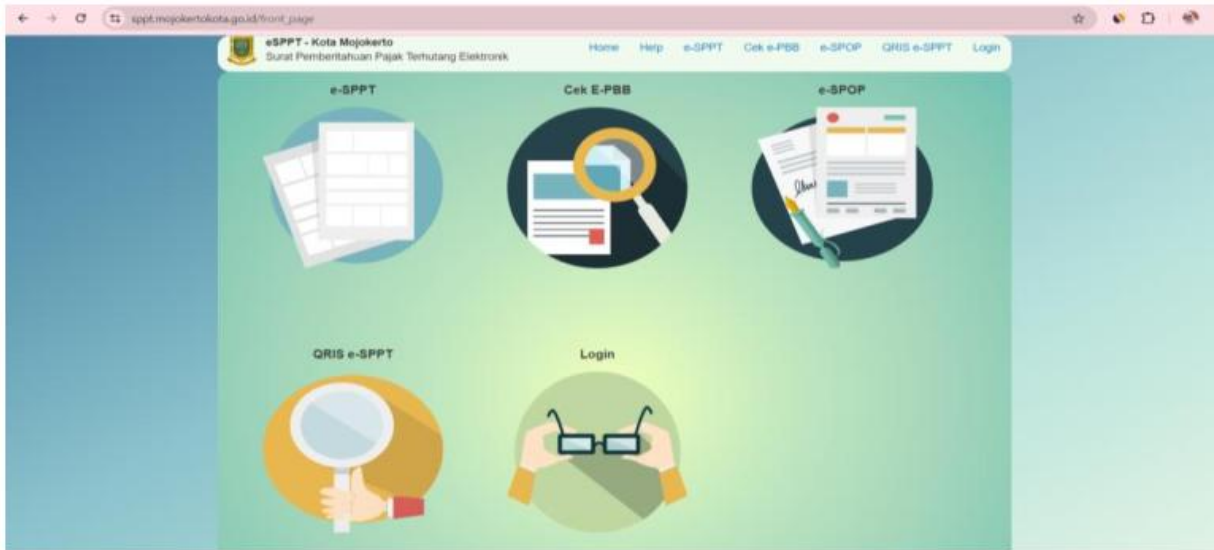 sppt.mojokertokota.go.id/front_page
eSPPT - Kota Mojokerto
Surat Pemberitahuan Pajak Terhutang Elektronik
Home Help e-SPPT Cek e-PBB e-SPOP QRIS e-SPPT Login
e-SPPT Cek E-PBB e-SPOP
QRIS e-SPPT Login